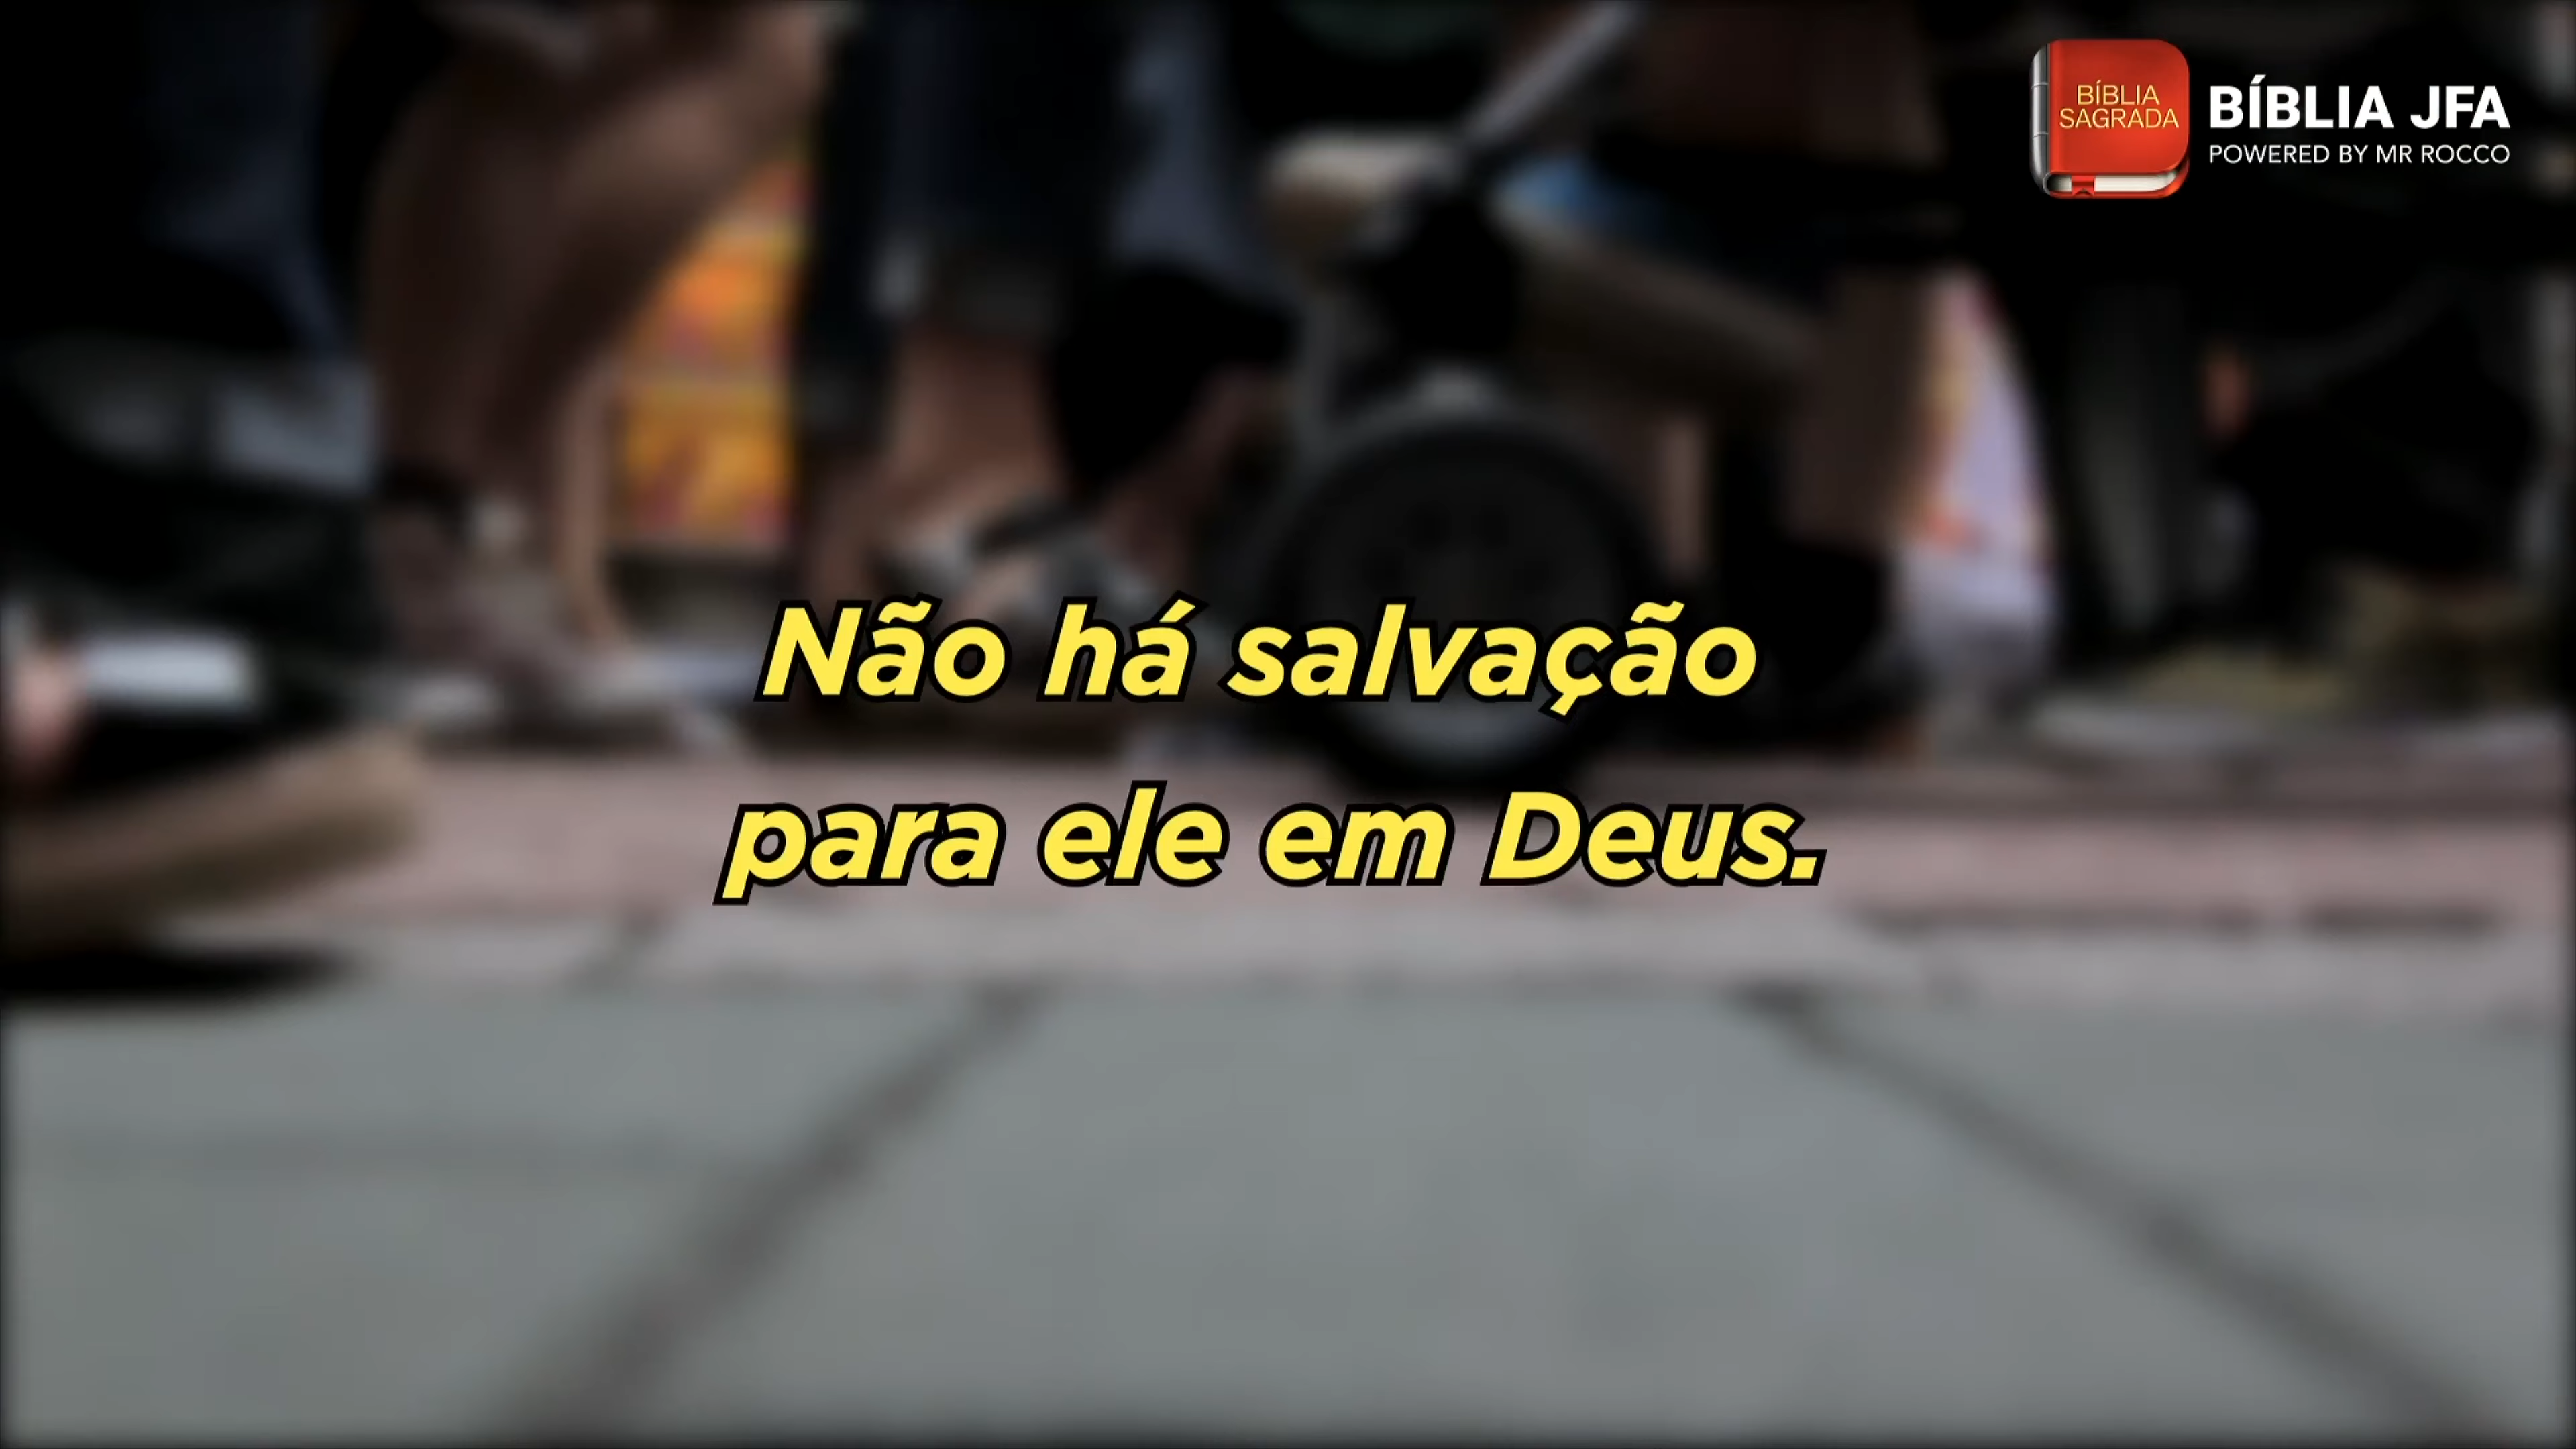 BÍBLIA
SAGRADA
BÍBLIA JFA
POWERED BY MR ROCCO
Não há salvação
para ele em Deus.